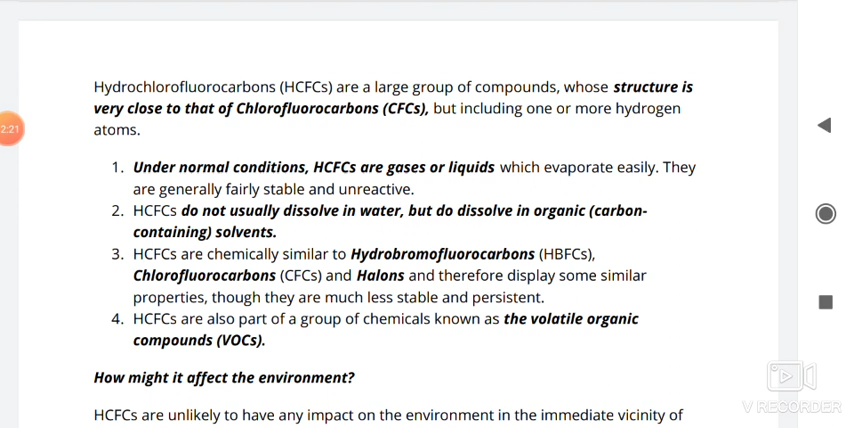 Hydrochlorofluorocarbons (HCFCs) are a large group of compounds, whose structure is
very close to that of Chlorofluorocarbons (CFCs), but including one or more hydrogen
atoms.
2:21
1. Under normal conditions, HCFCs are gases or liquids which evaporate easily. They
are generally fairly stable and unreactive.
2. HCFCs do not usually dissolve in water, but do dissolve in organic (carbon-
containing) solvents.
3. HCFCs are chemically similar to Hydrobromofluorocarbons (HBFCs),
Chlorofluorocarbons (CFCs) and Halons and therefore display some similar
properties, though they are much less stable and persistent.
4. HCFCs are also part of a group of chemicals known as the volatile organic
compounds (VOCs).
How might it affect the environment?
HCFCs are unlikely to have any impact on the environment in the immediate vicinity of
V RECORDER